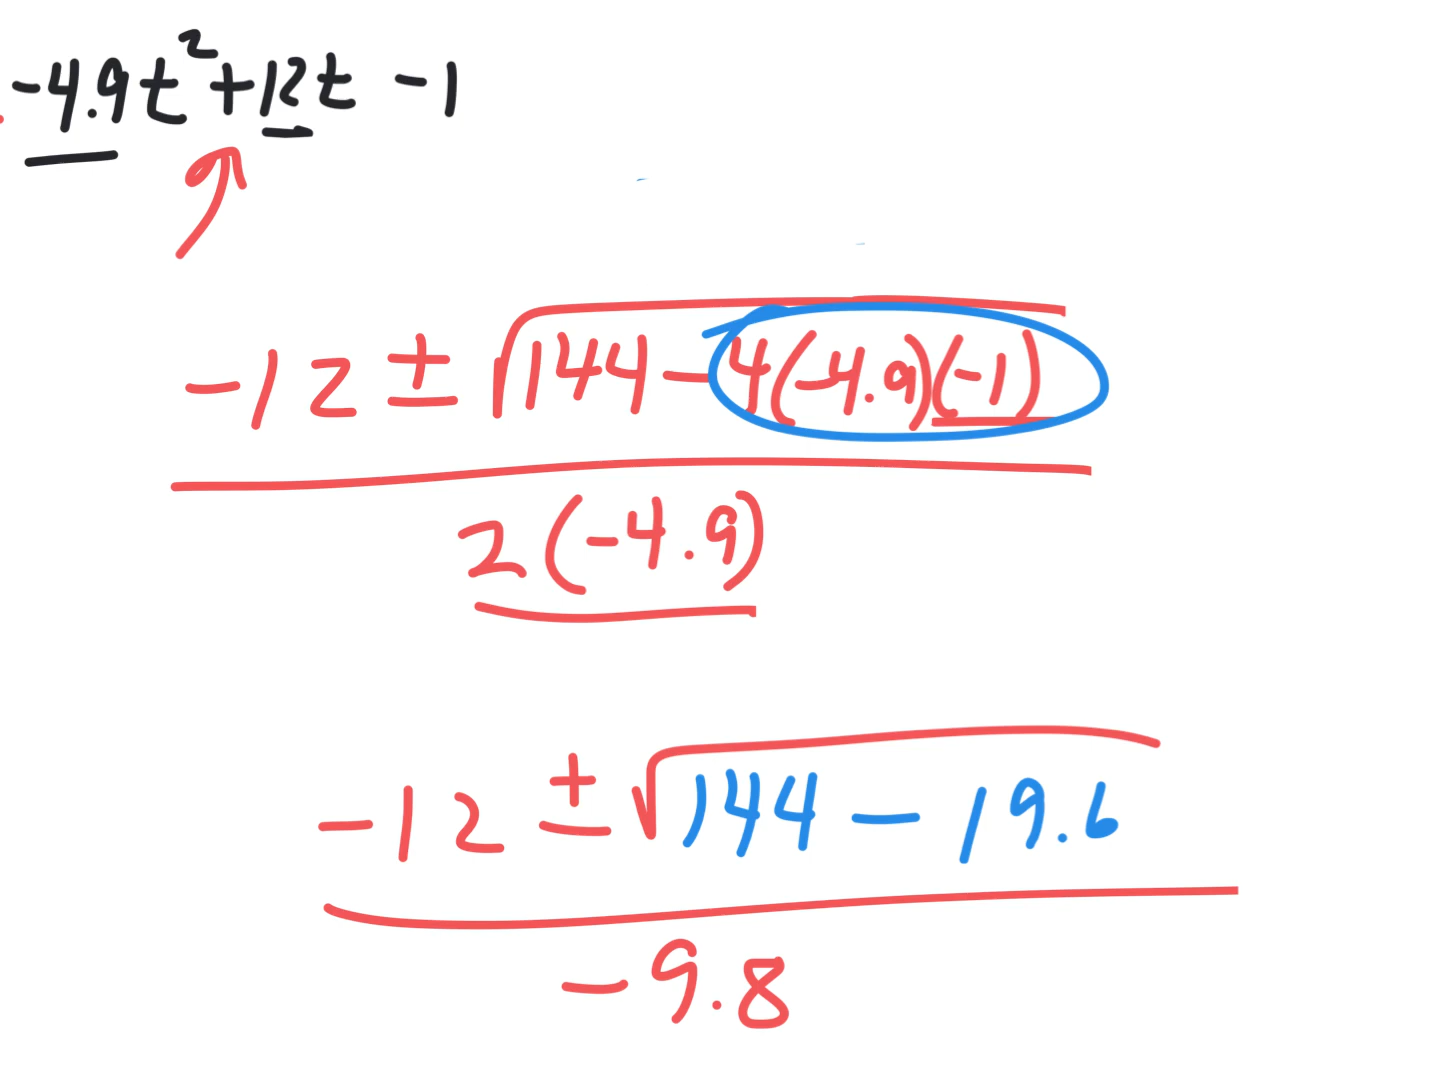 -4.9t²+12t -1
-12 ± √144-4(-4.9)(-1)
2(-4.9)
-12 ± √144 - 19.6
-9.8